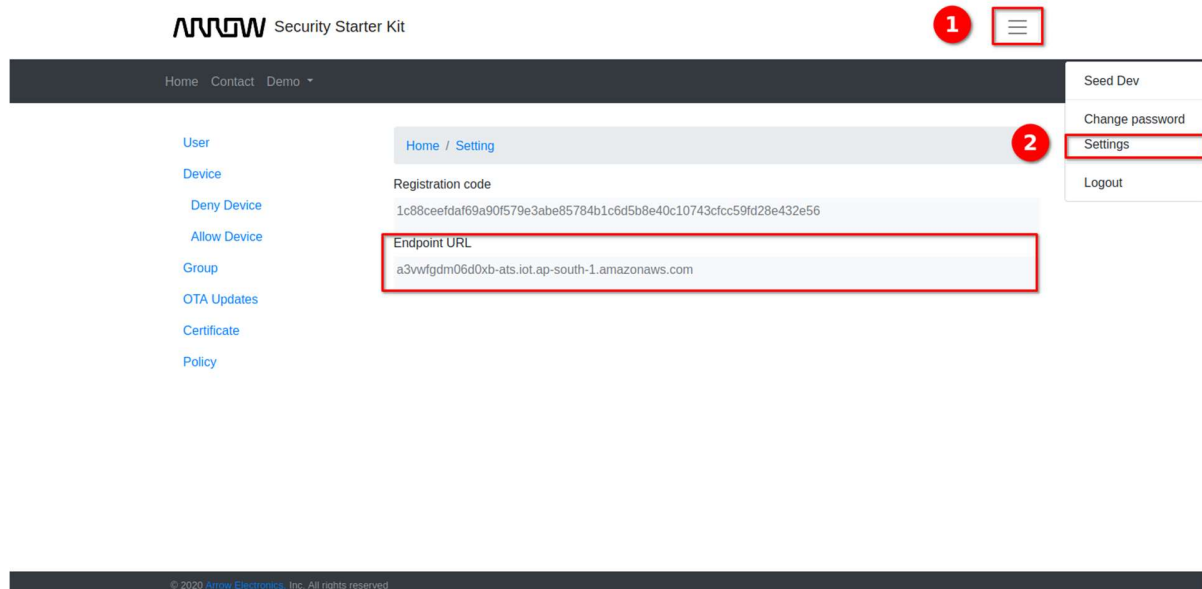 ARROW Security Starter Kit
1
Home Contact Demo
Seed Dev
Change password
2
Settings
Logout
User
Device
Deny Device
Allow Device
Group
OTA Updates
Certificate
Policy
Home / Setting
Registration code
1c88ceefdaf69a90f579e3abe85784b1c6d5b8e40c10743cfcc59fd28e432e56
Endpoint URL
a3vwfgdm06d0xb-ats.iot.ap-south-1.amazonaws.com
© 2020 Arrow Electronics, Inc. All rights reserved